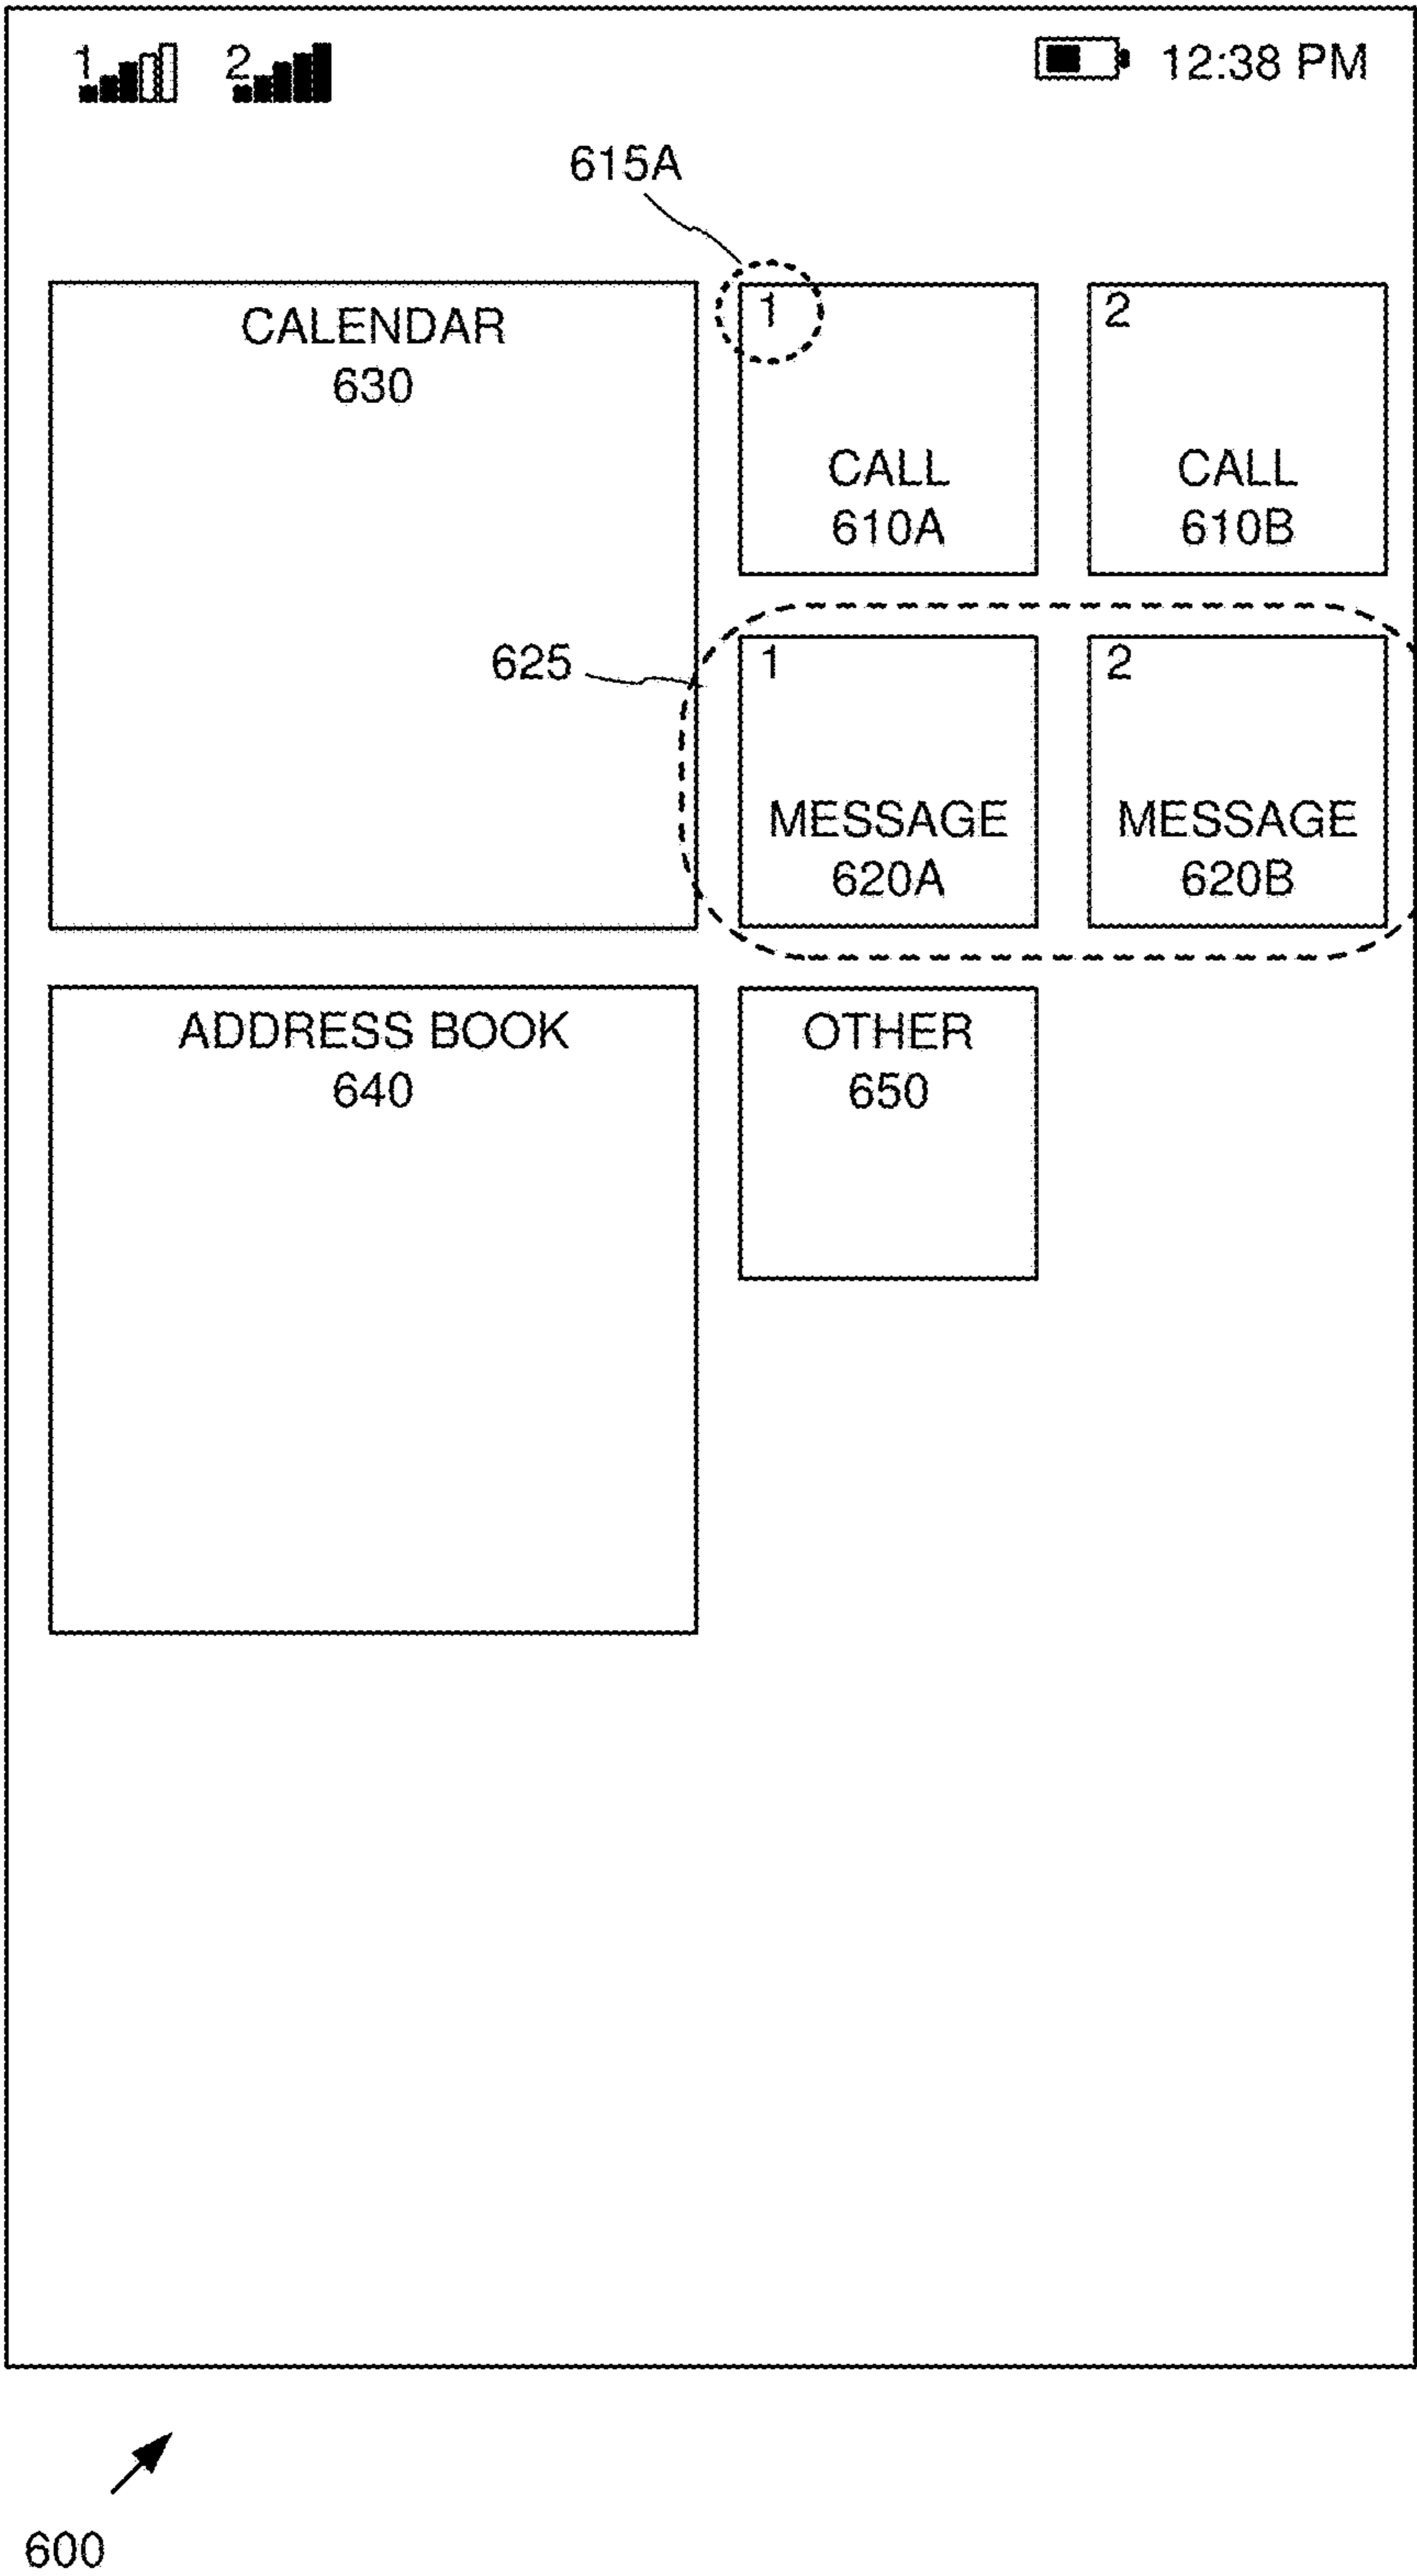 1 2 12:38 PM
615A
CALENDAR
630
1
CALL
610A
2
CALL
610B
625
1
MESSAGE
620A
2
MESSAGE
620B
ADDRESS BOOK
640
OTHER
650
600